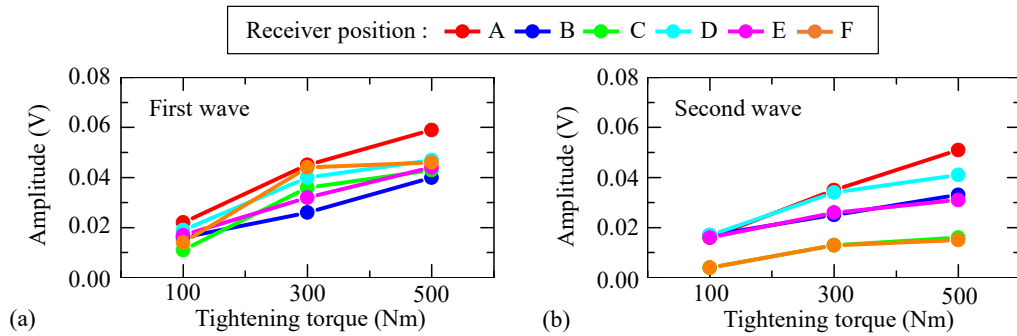 Receiver position : A B C D E F
First wave
Amplitude (V)
0.08
0.06
0.04
0.02
0.00
100 300 500
Tightening torque (Nm)
(a)
Second wave
Amplitude (V)
0.08
0.06
0.04
0.02
0.00
100 300 500
Tightening torque (Nm)
(b)